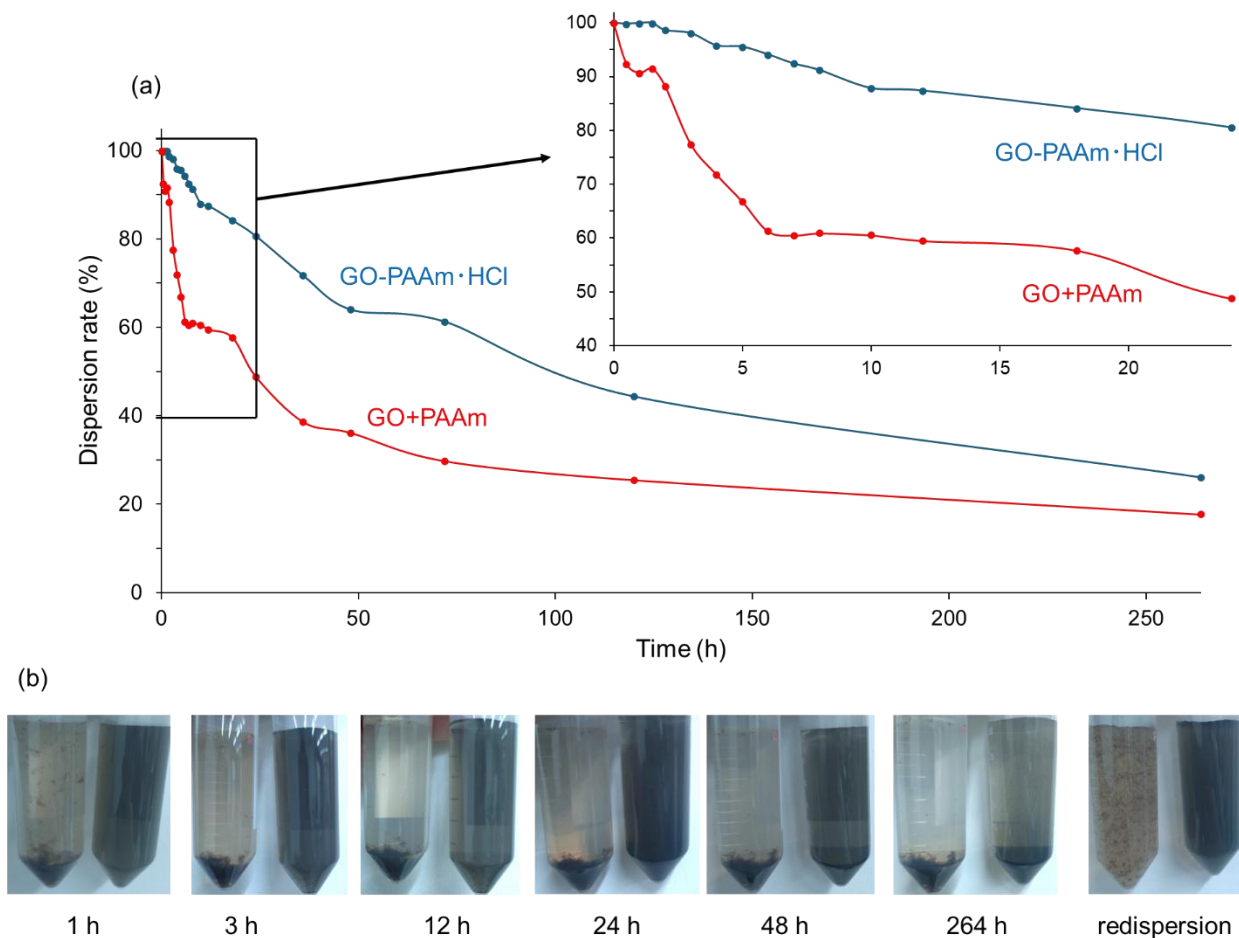 (a)
Dispersion rate (%)
100
80
60
40
20
0
0 50 100 150 200 250
Time (h)
GO-PAAm·HCl
GO+PAAm
100
90
80
70
60
50
40
0 5 10 15 20
GO-PAAm·HCl
GO+PAAm
(b)
1 h 3 h 12 h 24 h 48 h 264 h redispersion